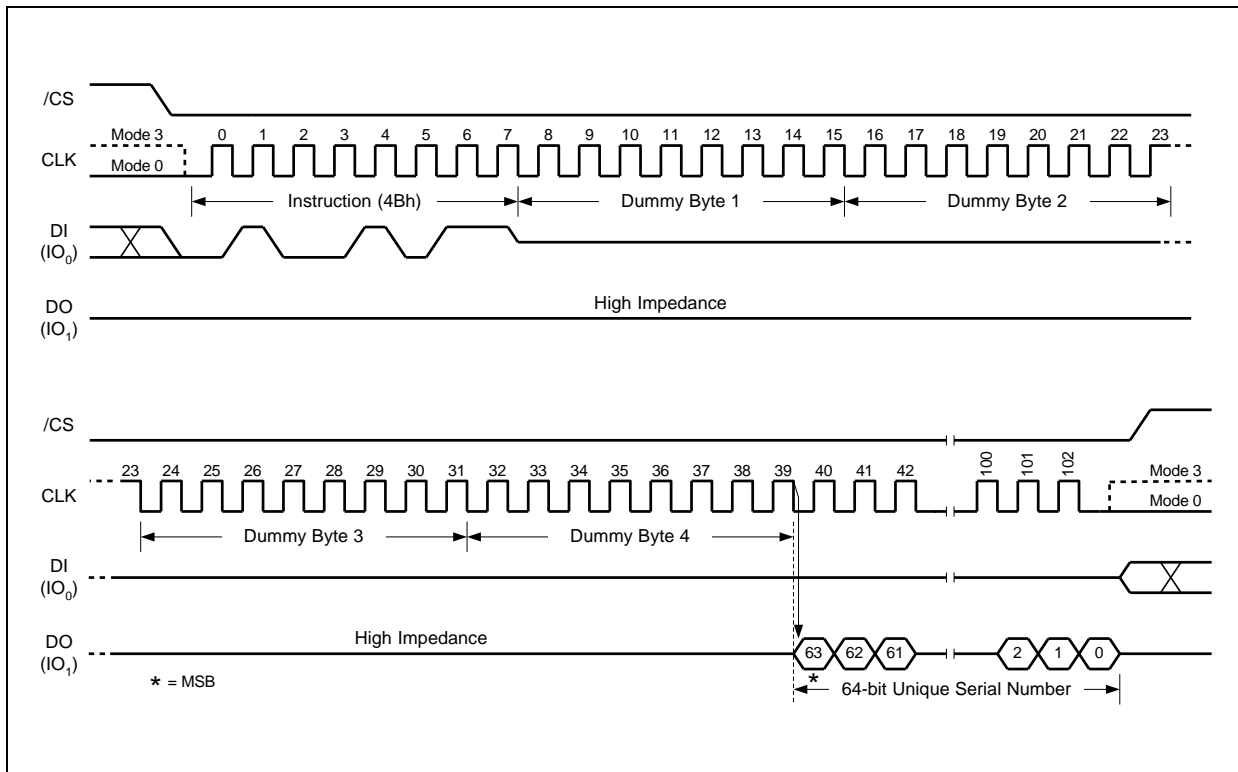 /CS
Mode 3
0 1 2 3 4 5 6 7 8 9 10 11 12 13 14 15 16 17 18 19 20 21 22 23
CLK
Mode 0
Instruction (4Bh) Dummy Byte 1 Dummy Byte 2
DI
(IO0)
High Impedance
DO
(IO1)
/CS
23 24 25 26 27 28 29 30 31 32 33 34 35 36 37 38 39 40 41 42 100 101 102
Mode 3
CLK
Mode 0
Dummy Byte 3 Dummy Byte 4
DI
(IO0)
High Impedance
DO
(IO1)
63 62 61 2 1 0
* = MSB
*
64-bit Unique Serial Number